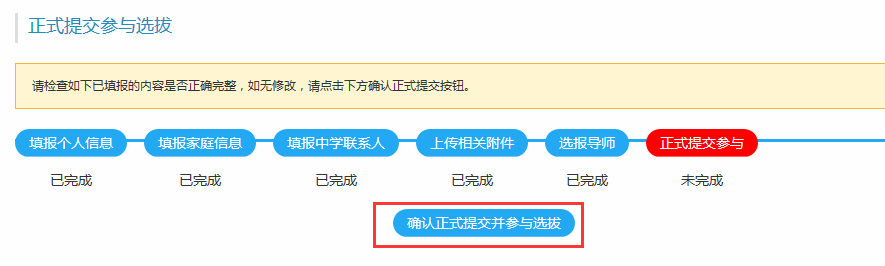 正式提交参与选拔
请检查如下已填报的内容是否正确完整，如无修改，请点击下方确认正式提交按钮。
填报个人信息 填报家庭信息 填报中学联系人 上传相关附件 选报导师 正式提交参与
已完成 已完成 已完成 已完成 已完成 未完成
确认正式提交并参与选拔